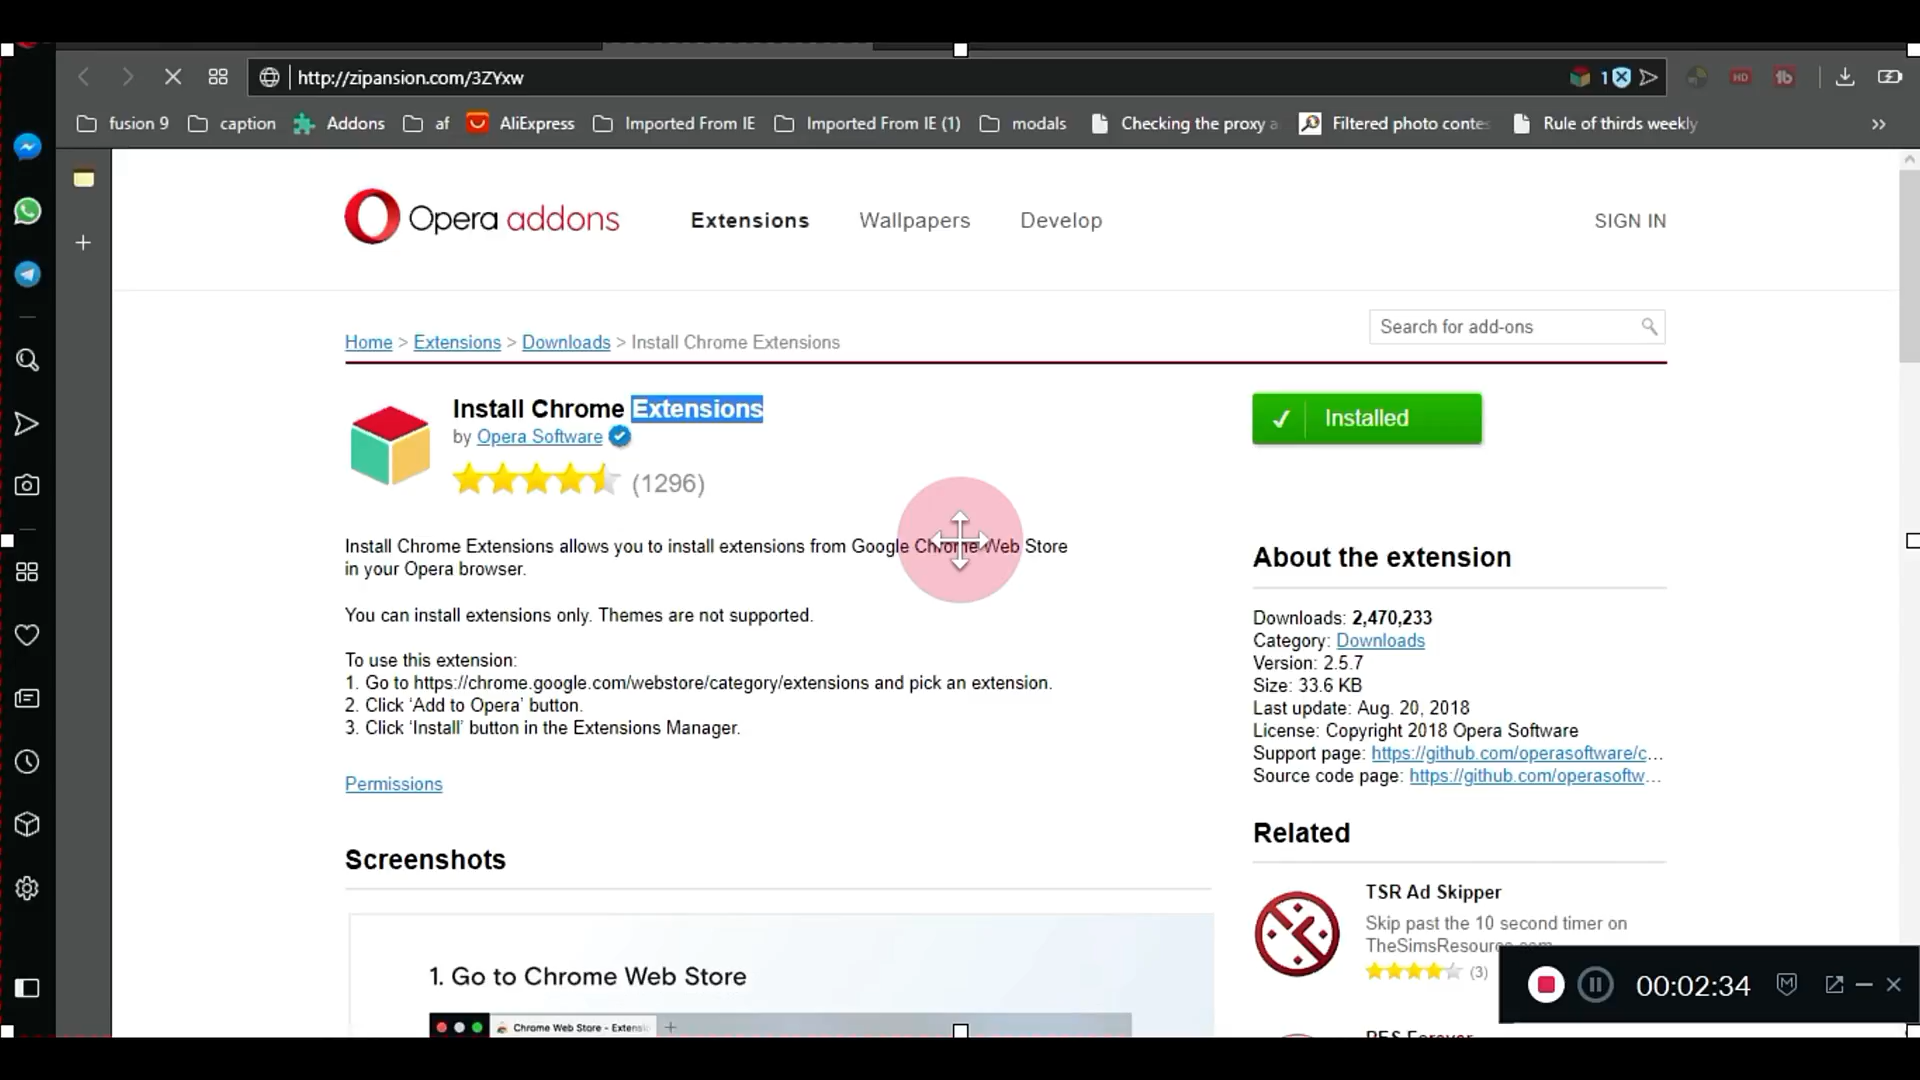 http://zipansion.com/3ZYxw
1
HD
fusion 9
caption
Addons
af
AliExpress
Imported From IE
Imported From IE (1)
modals
Checking the proxy a
Filtered photo contes
Rule of thirds weekly
»
Opera addons
Extensions
Wallpapers
Develop
SIGN IN
Home > Extensions > Downloads > Install Chrome Extensions
Search for add-ons
Install Chrome Extensions
by Opera Software
(1296)
Installed
Install Chrome Extensions allows you to install extensions from Google Chrome Web Store
in your Opera browser.
You can install extensions only. Themes are not supported.
To use this extension:
1. Go to https://chrome.google.com/webstore/category/extensions and pick an extension.
2. Click ‘Add to Opera’ button.
3. Click ‘Install’ button in the Extensions Manager.
Permissions
Screenshots
1. Go to Chrome Web Store
Chrome Web Store - Extensio
About the extension
Downloads: 2,470,233
Category: Downloads
Version: 2.5.7
Size: 33.6 KB
Last update: Aug. 20, 2018
License: Copyright 2018 Opera Software
Support page: https://github.com/operasoftware/c...
Source code page: https://github.com/operasoftw...
Related
TSR Ad Skipper
Skip past the 10 second timer on
TheSimsResource.com
(3)
00:02:34